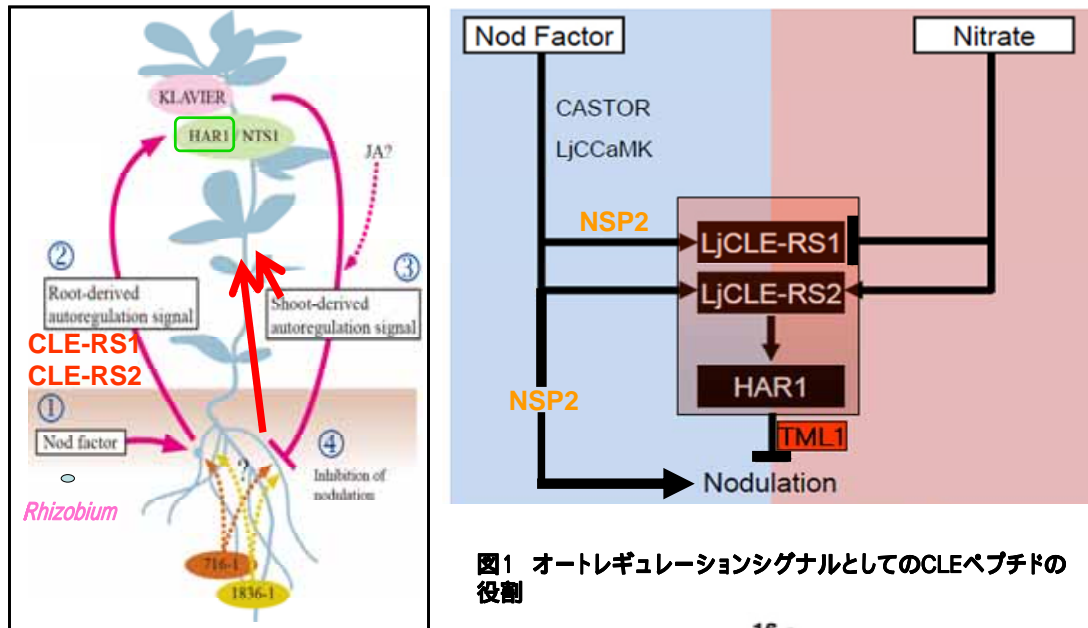 KLAVIER
HAR1/NTS1
JA?
②
③
Root-derived
autoregulation signal
Shoot-derived
autoregulation signal
CLE-RS1
CLE-RS2
①
Nod factor
④
?
Inhibition of
nodulation
Rhizobium
716-1
1836-1
Nod Factor
Nitrate
CASTOR
LjCCaMK
NSP2
LjCLE-RS1
LjCLE-RS2
HAR1
NSP2
TML1
Nodulation
図1 オートレギュレーションシグナルとしてのCLEペプチドの
役割